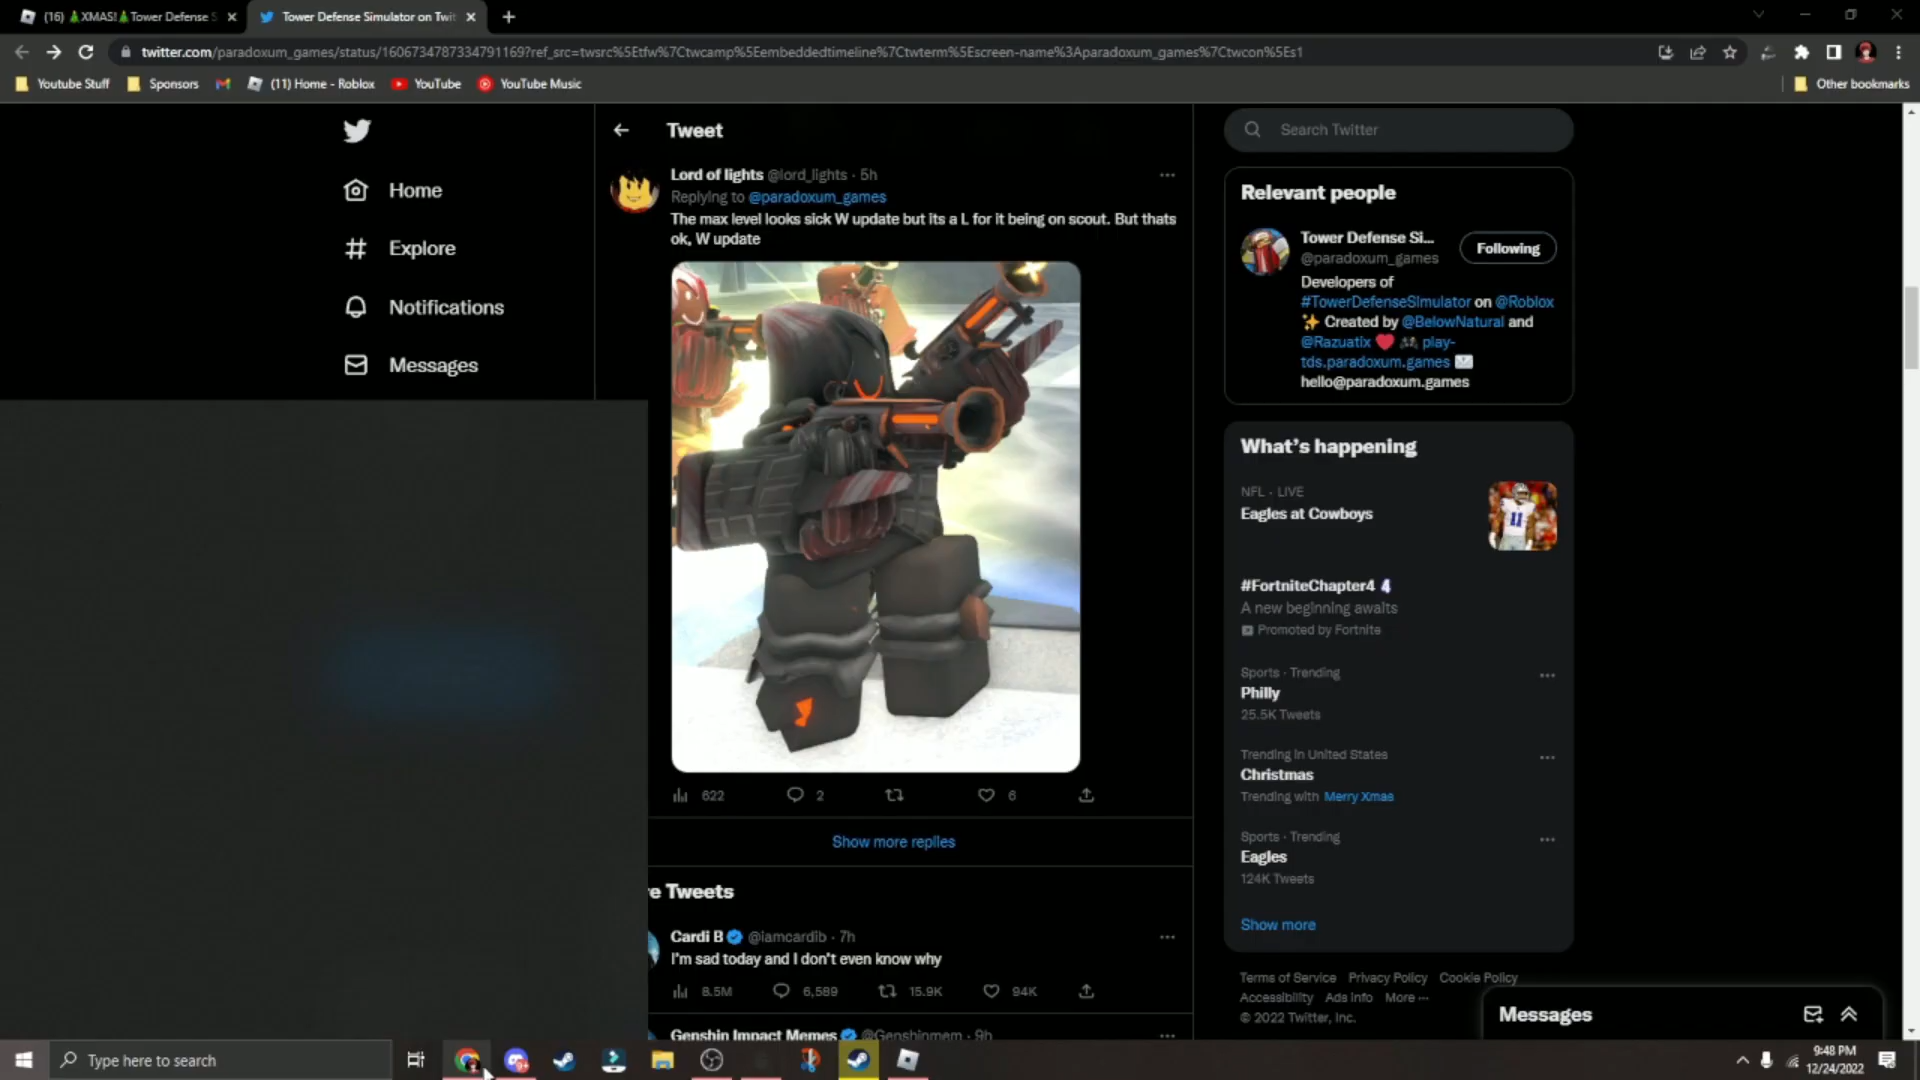 (16) 🎄XMAS!🎄Tower Defense S
Tower Defense Simulator on Twit
twitter.com/paradoxum_games/status/1606734787334791169?ref_src=twsrc%5Etfw%7Ctwcamp%5Eembeddedtimeline%7Ctwterm%5Escreen-name%3Aparadoxum_games%7Ctwcon%5Es1
Youtube Stuff
Sponsors
(11) Home - Roblox
YouTube
YouTube Music
Other bookmarks
Home
Explore
Notifications
Messages
Tweet
Lord of lights @lord_lights · 5h
Replying to @paradoxum_games
The max level looks sick W update but its a L for it being on scout. But thats
ok, W update
622
2
6
Show more replies
e Tweets
Cardi B @iamcardib · 7h
I'm sad today and I don't even know why
8.5M
6,589
15.9K
94K
Genshin Impact Memes @Genshinmem · 9h
Search Twitter
Relevant people
Tower Defense Si...
@paradoxum_games
Following
Developers of
#TowerDefenseSimulator on @Roblox
✨ Created by @BelowNatural and
@Razuatix ❤️ 🎮 play-
tds.paradoxum.games ✉️
hello@paradoxum.games
What's happening
NFL · LIVE
Eagles at Cowboys
11
#FortniteChapter4
A new beginning awaits
Promoted by Fortnite
Sports · Trending
Philly
25.5K Tweets
Trending in United States
Christmas
Trending with Merry Xmas
Sports · Trending
Eagles
124K Tweets
Show more
Terms of Service Privacy Policy Cookie Policy
Accessibility Ads info More ···
© 2022 Twitter, Inc.
Messages
Type here to search
9:48 PM
12/24/2022